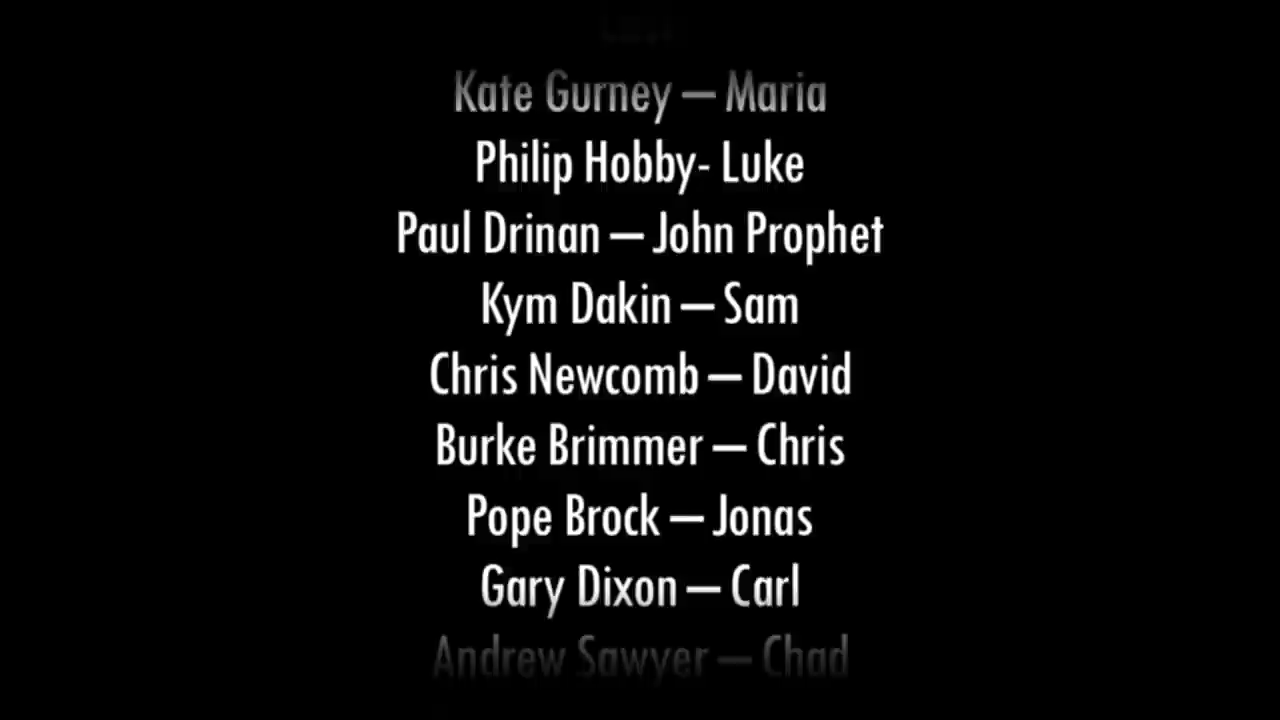 Kate Gurney — Maria
Philip Hobby- Luke
Paul Drinan — John Prophet
Kym Dakin — Sam
Chris Newcomb — David
Burke Brimmer — Chris
Pope Brock — Jonas
Gary Dixon — Carl
Andrew Sawyer — Chad